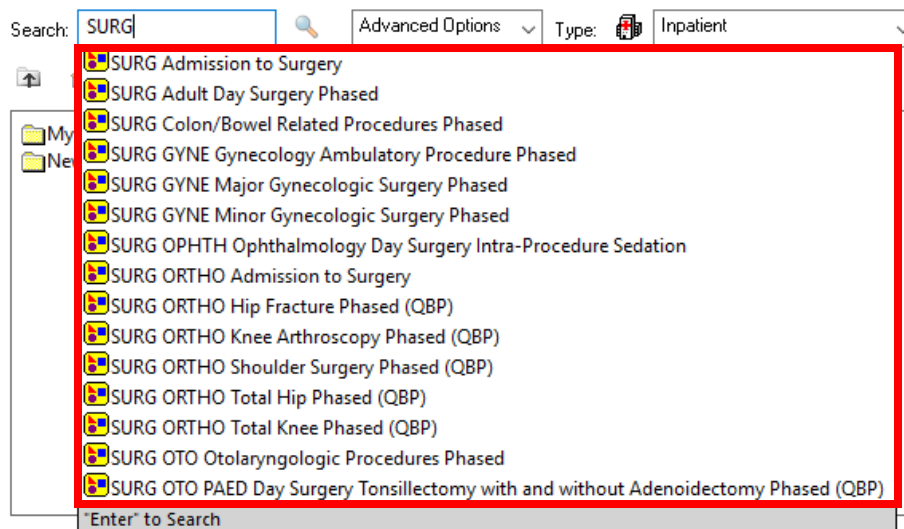 Search: SURG Advanced Options Type: Inpatient
SURG Admission to Surgery
SURG Adult Day Surgery Phased
SURG Colon/Bowel Related Procedures Phased
My
SURG GYNE Gynecology Ambulatory Procedure Phased
New
SURG GYNE Major Gynecologic Surgery Phased
SURG GYNE Minor Gynecologic Surgery Phased
SURG OPHTH Ophthalmology Day Surgery Intra-Procedure Sedation
SURG ORTHO Admission to Surgery
SURG ORTHO Hip Fracture Phased (QBP)
SURG ORTHO Knee Arthroscopy Phased (QBP)
SURG ORTHO Shoulder Surgery Phased (QBP)
SURG ORTHO Total Hip Phased (QBP)
SURG ORTHO Total Knee Phased (QBP)
SURG OTO Otolaryngologic Procedures Phased
SURG OTO PAED Day Surgery Tonsillectomy with and without Adenoidectomy Phased (QBP)
"Enter" to Search